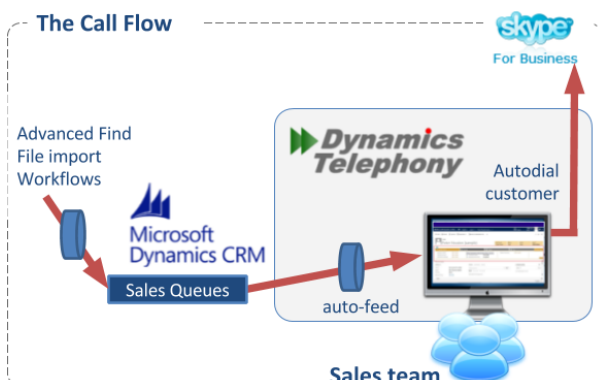 The Call Flow
skype
For Business
Advanced Find
File import
Workflows
Dynamics
Telephony
Autodial
customer
Microsoft
Dynamics CRM
Sales Queues
auto-feed
Sales team